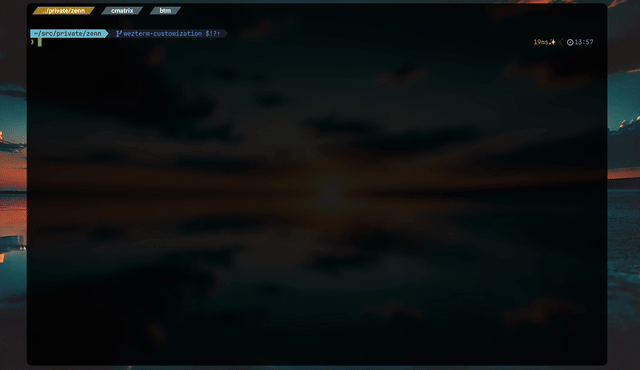 ../private/zenn cmatrix btm
~/src/private/zenn wezterm-customization $!?↑ 19ms✨ 13:57
❯